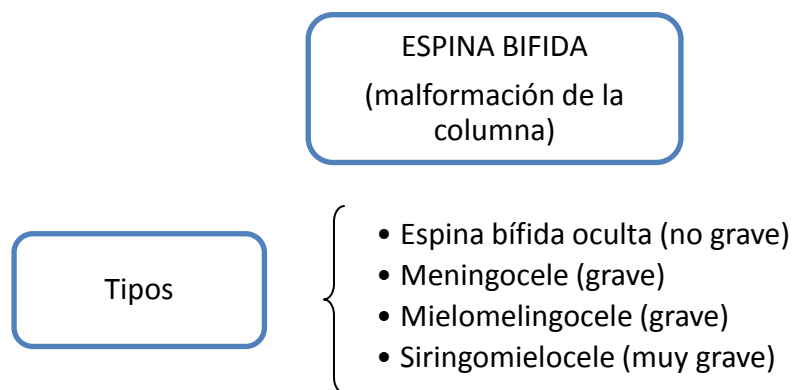 ESPINA BIFIDA
(malformación de la
columna)
Tipos
• Espina bífida oculta (no grave)
• Meningocele (grave)
• Mielomelingocele (grave)
• Siringomielocele (muy grave)